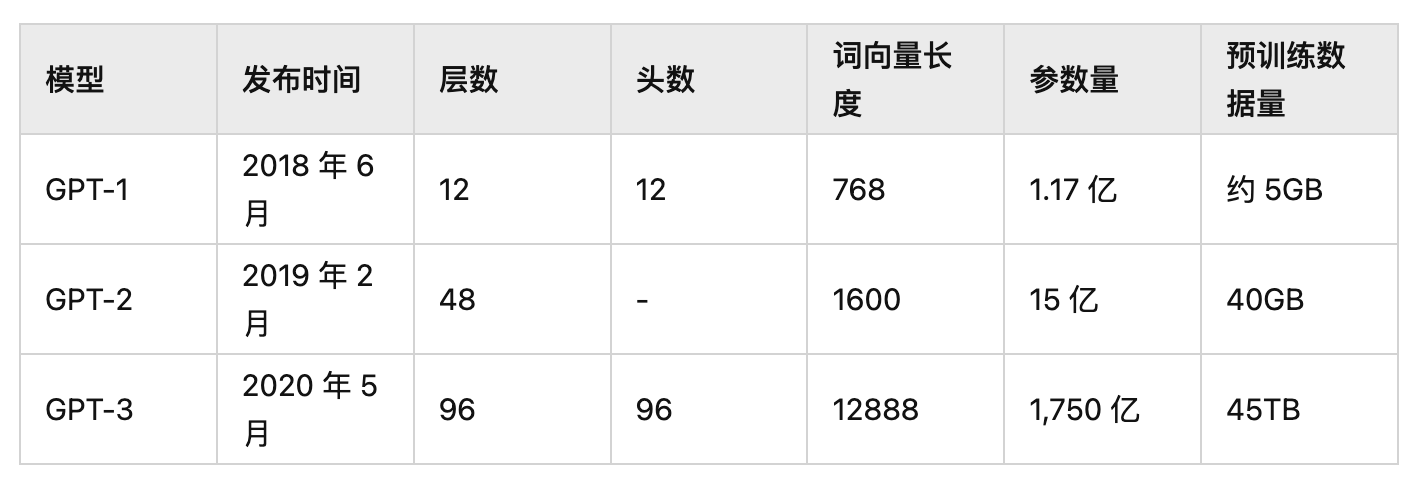 模型 发布时间 层数 头数 词向量长
度 参数量 预训练数
据量
GPT-1 2018 年 6
月 12 12 768 1.17 亿 约 5GB
GPT-2 2019 年 2
月 48 - 1600 15 亿 40GB
GPT-3 2020 年 5
月 96 96 12888 1,750 亿 45TB